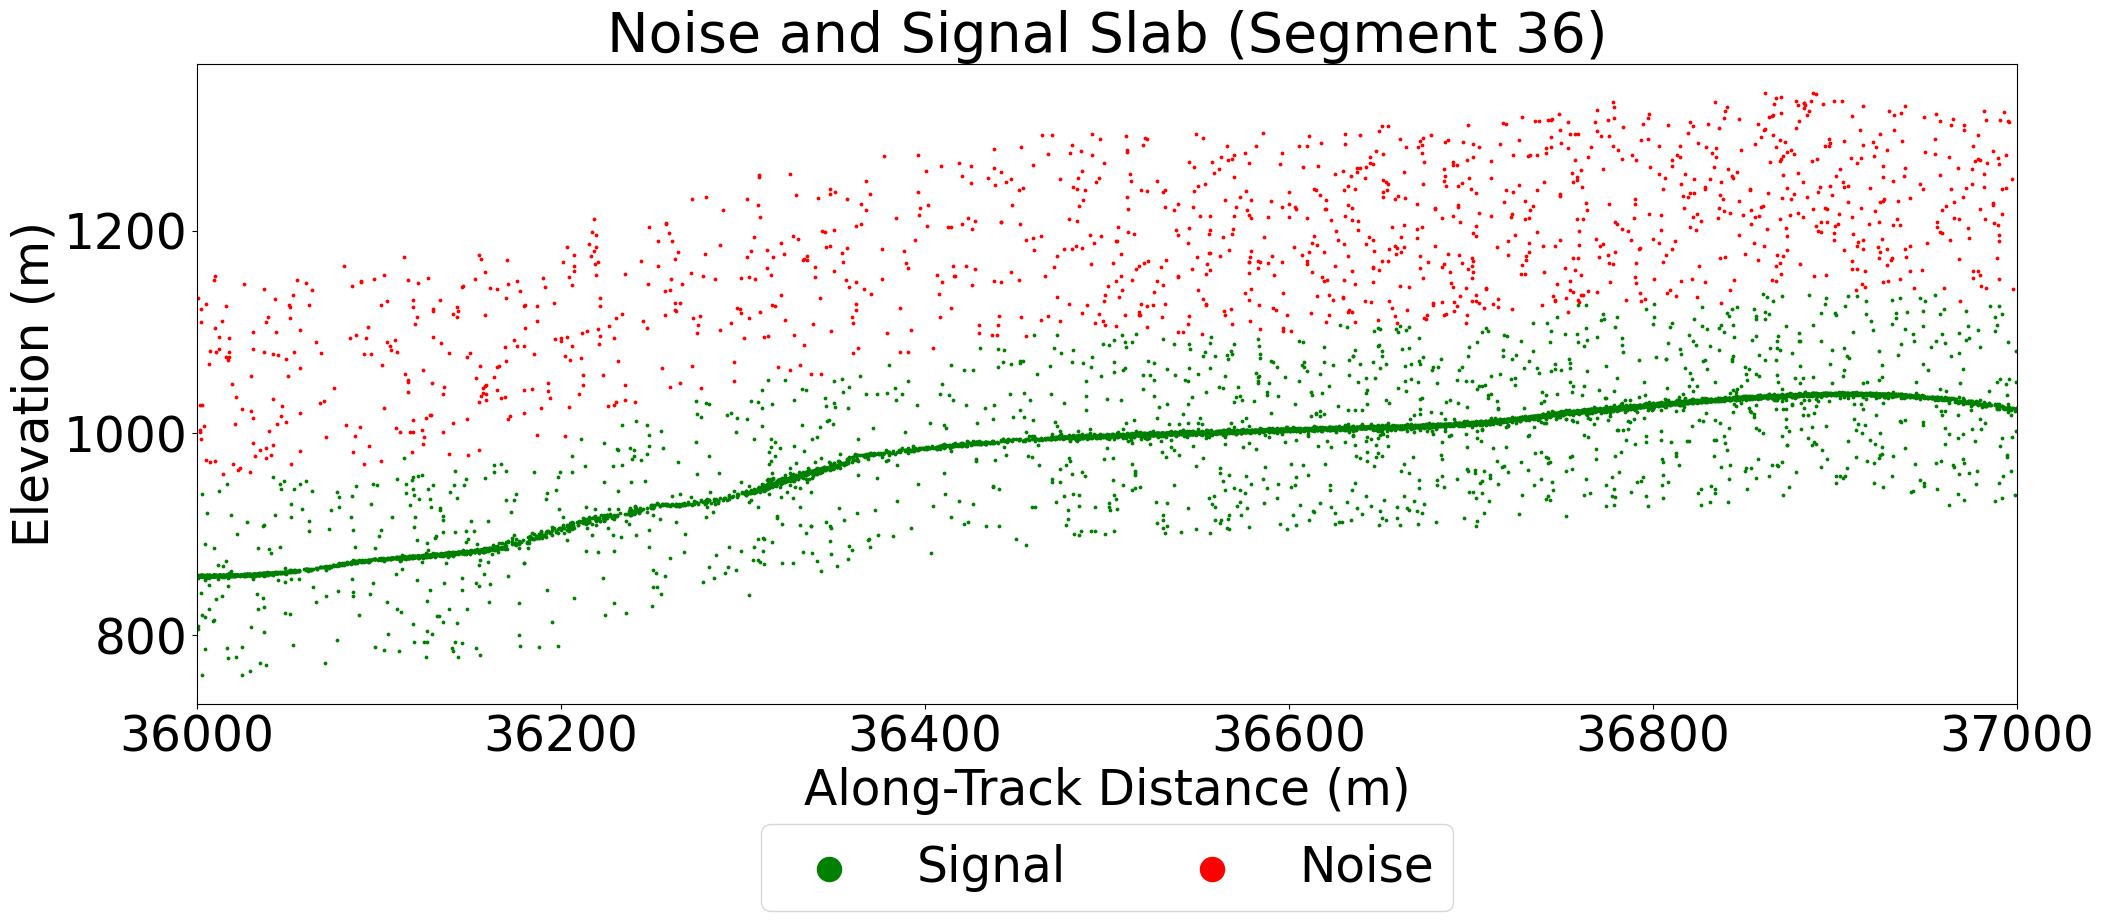 Noise and Signal Slab (Segment 36)
Elevation (m)
1200
1000
800
36000 36200 36400 36600 36800 37000
Along-Track Distance (m)
Signal Noise